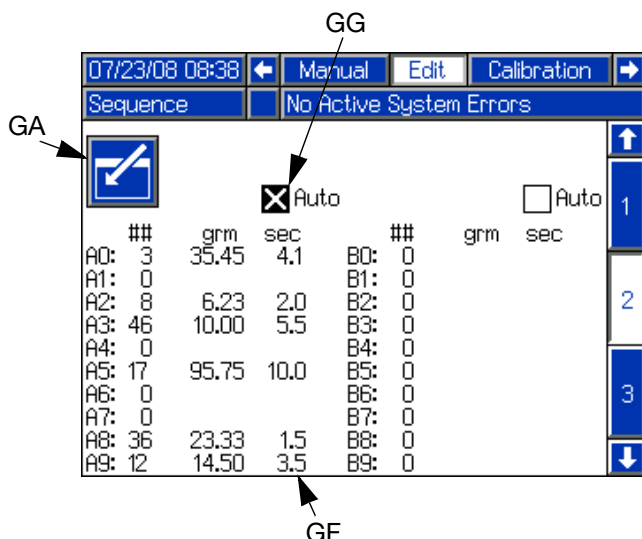 GG
07/23/08 08:38 Manual Edit Calibration
Sequence No Active System Errors
GA
Auto Auto
1
## grm sec ## grm sec
A0: 3 35.45 4.1 B0: 0
A1: 0 B1: 0
A2: 8 6.23 2.0 B2: 0
2
A3: 46 10.00 5.5 B3: 0
A4: 0 B4: 0
A5: 17 95.75 10.0 B5: 0
A6: 0 B6: 0
3
A7: 0 B7: 0
A8: 36 23.33 1.5 B8: 0
A9: 12 14.50 3.5 B9: 0